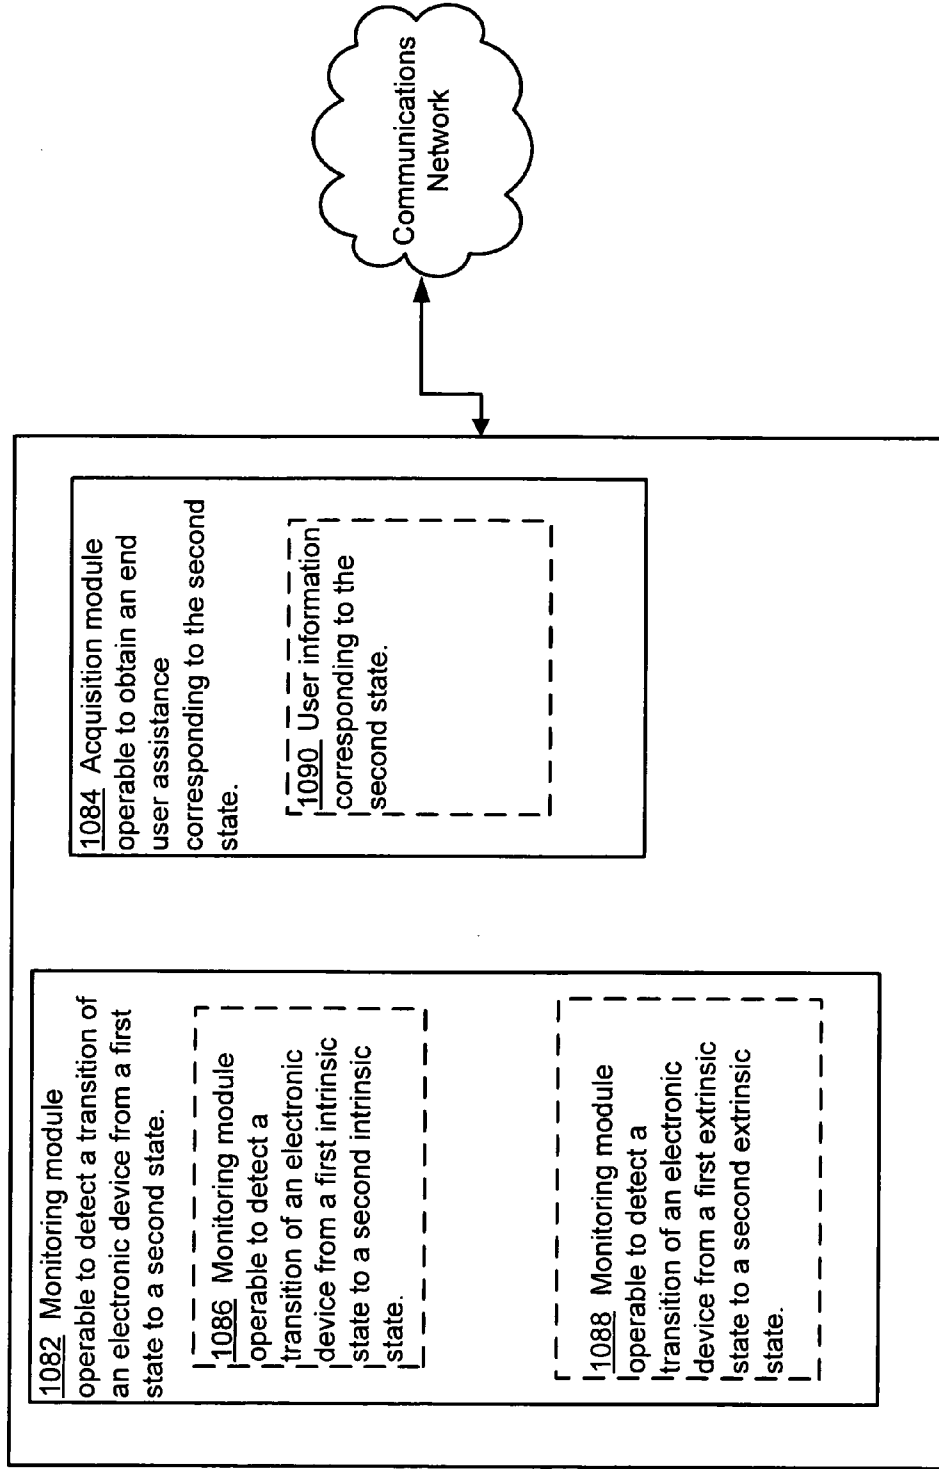 1082 Monitoring module
operable to detect a transition of
an electronic device from a first
state to a second state.
1086 Monitoring module
operable to detect a
transition of an electronic
device from a first intrinsic
state to a second intrinsic
state.
1088 Monitoring module
operable to detect a
transition of an electronic
device from a first extrinsic
state to a second extrinsic
state.
1084 Acquisition module
operable to obtain an end
user assistance
corresponding to the second
state.
1090 User information
corresponding to the
second state.
Communications
Network